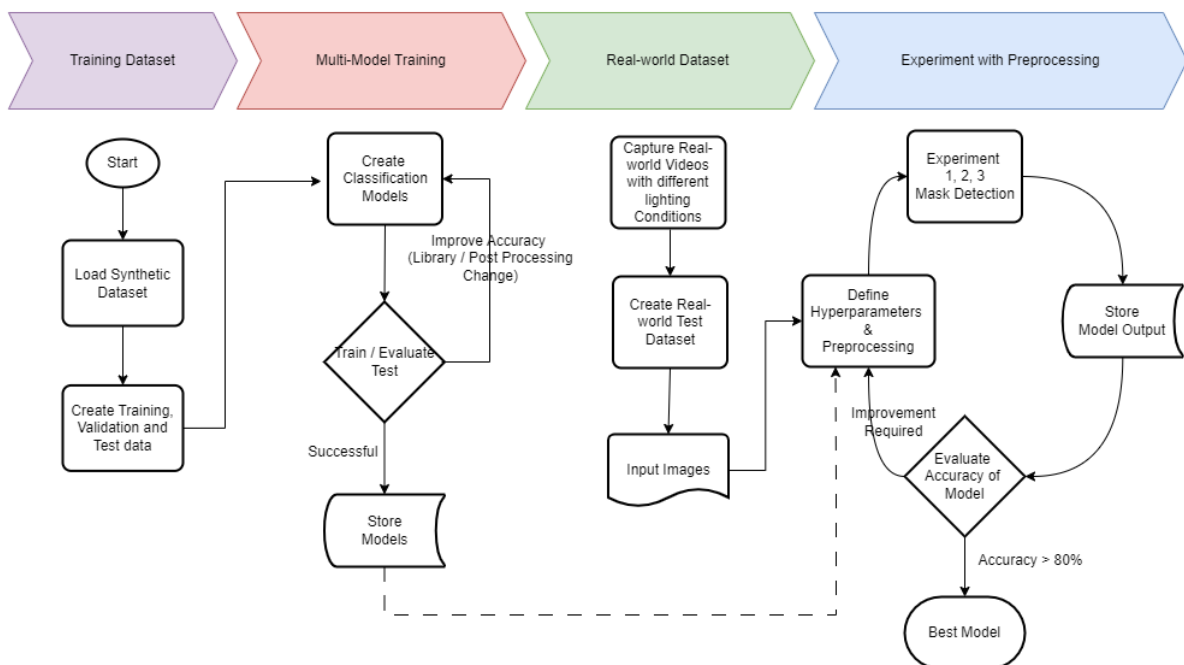 Training Dataset
Multi-Model Training
Real-world Dataset
Experiment with Preprocessing
Start
Load Synthetic
Dataset
Create Training,
Validation and
Test data
Create
Classification
Models
Improve Accuracy
(Library / Post Processing
Change)
Train / Evaluate
Test
Successful
Store
Models
Capture Real-
world Videos
with different
lighting
Conditions
Create Real-
world Test
Dataset
Input Images
Experiment
1, 2, 3
Mask Detection
Define
Hyperparameters
&
Preprocessing
Store
Model Output
Improvement
Required
Evaluate
Accuracy of
Model
Accuracy > 80%
Best Model